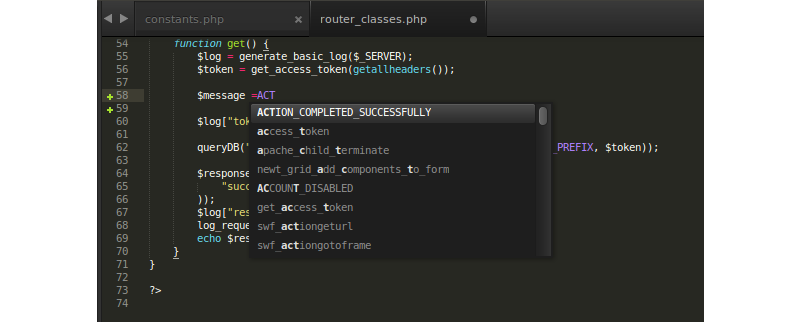 constants.php × router_classes.php
54 function get() {
55 $log = generate_basic_log($_SERVER);
56 $token = get_access_token(getallheaders());
57
58 $message =ACT
59
ACTION_COMPLETED_SUCCESSFULLY
60 $log["tok
access_token
61
apache_child_terminate
62 queryDB(" _PREFIX, $token));
newt_grid_add_components_to_form
63
64 $response
ACCOUNT_DISABLED
65 "succ
66 ));
get_access_token
67 $log["res
swf_actiongeturl
68 log_reque
69 echo $res
swf_actiongotoframe
70 }
71 }
72
73 ?>
74